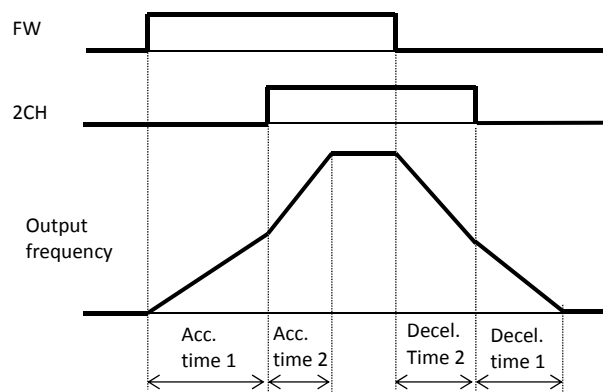 FW
2CH
Output
frequency
Acc.
time 1
Acc.
time 2
Decel.
Time 2
Decel.
time 1